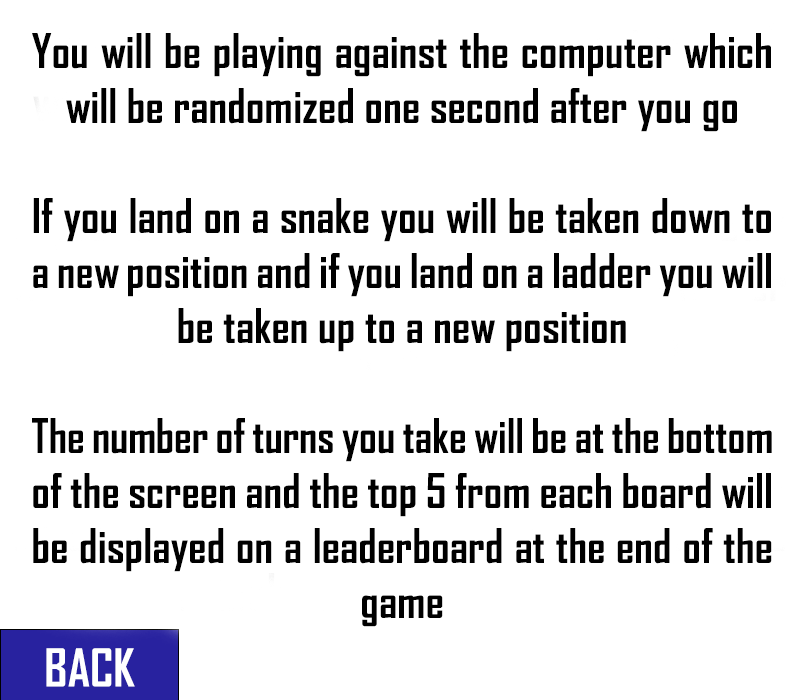 You will be playing against the computer which
will be randomized one second after you go
If you land on a snake you will be taken down to
a new position and if you land on a ladder you will
be taken up to a new position
The number of turns you take will be at the bottom
of the screen and the top 5 from each board will
be displayed on a leaderboard at the end of the
game
BACK